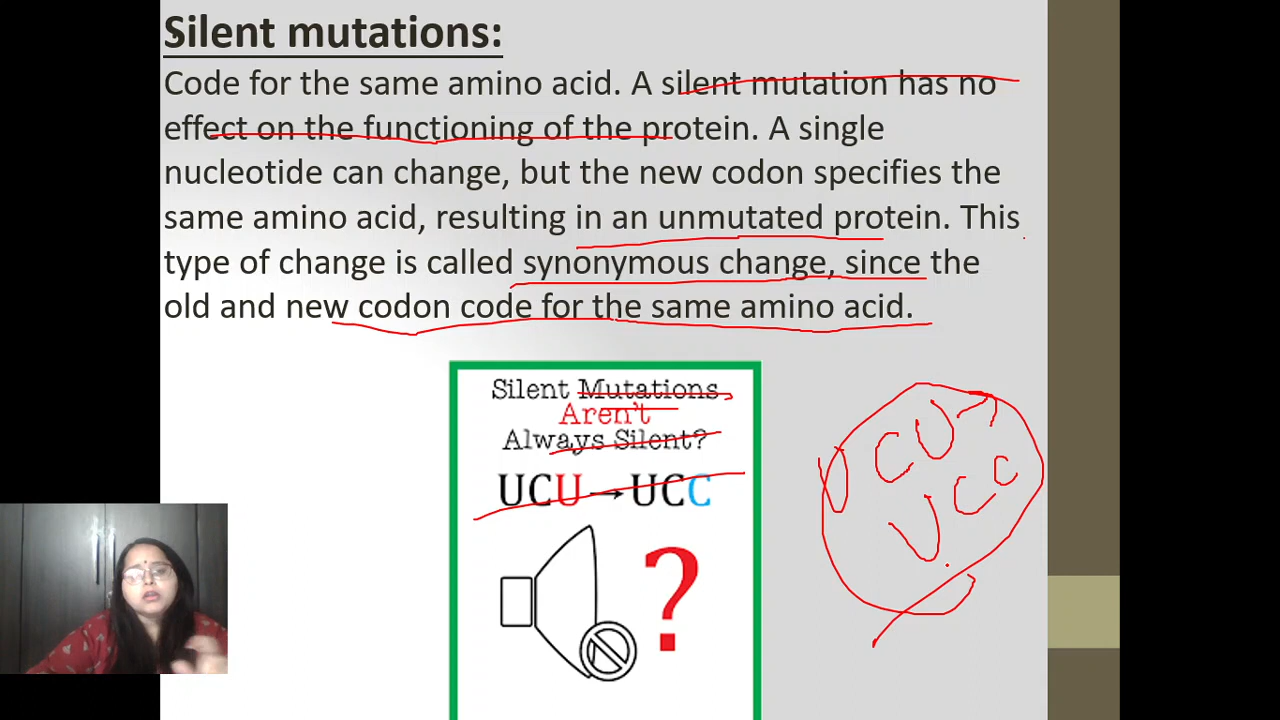 Silent mutations:
Code for the same amino acid. A silent mutation has no
effect on the functioning of the protein. A single
nucleotide can change, but the new codon specifies the
same amino acid, resulting in an unmutated protein. This
type of change is called synonymous change, since the
old and new codon code for the same amino acid.
Silent Mutations
Aren't
Always Silent?
UCU→UCC
?
UCU→
UCC